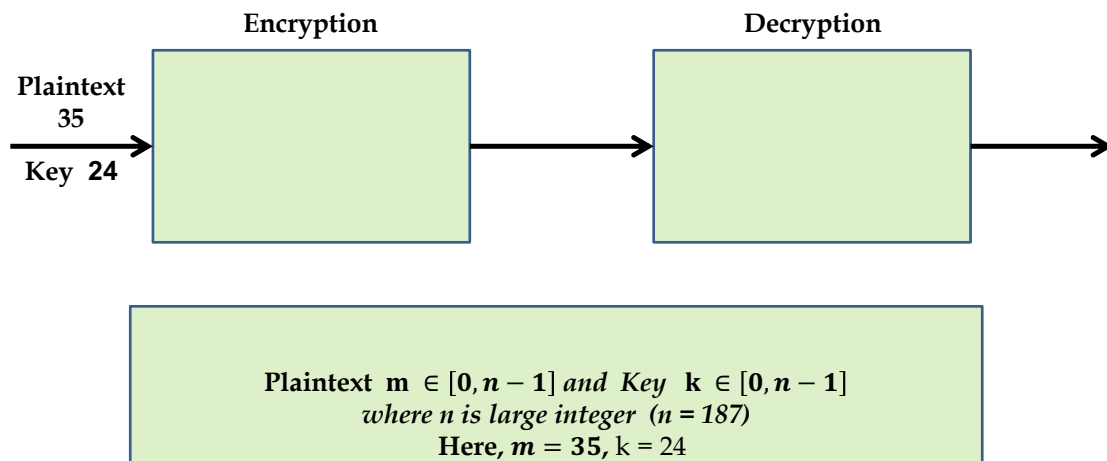 Encryption
Decryption
Plaintext
35
Key 24
Plaintext m ∈ [0, n − 1] and Key k ∈ [0, n − 1]
where n is large integer (n = 187)
Here, m = 35, k = 24